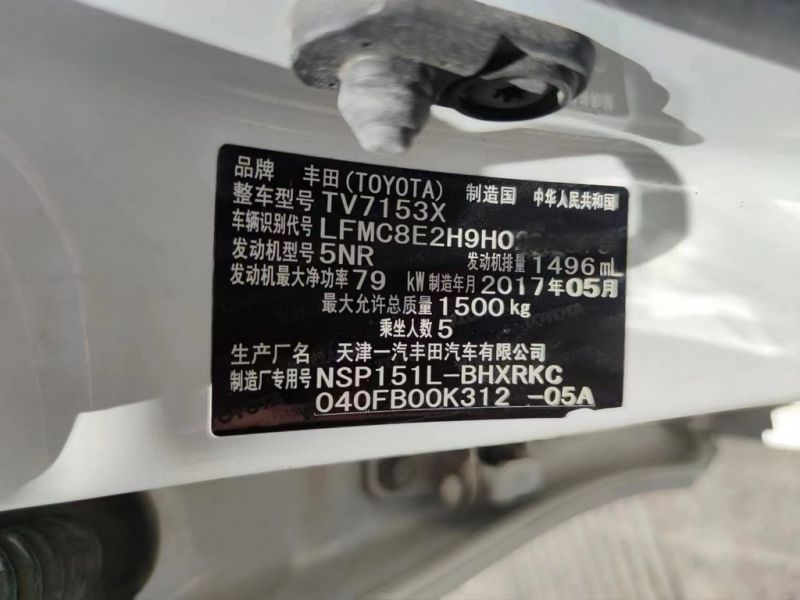 品牌 丰田(TOYOTA) 制造国 中华人民共和国
整车型号 TV7153X
车辆识别代号 LFMC8E2H9H0
发动机型号 5NR 发动机排量 1496mL
发动机最大净功率 79 kW 制造年月 2017年05月
最大允许总质量 1500kg
乘坐人数 5
生产厂名 天津一汽丰田汽车有限公司
制造厂专用号 NSP151L-BHXRKC
040FB00K312 -05A